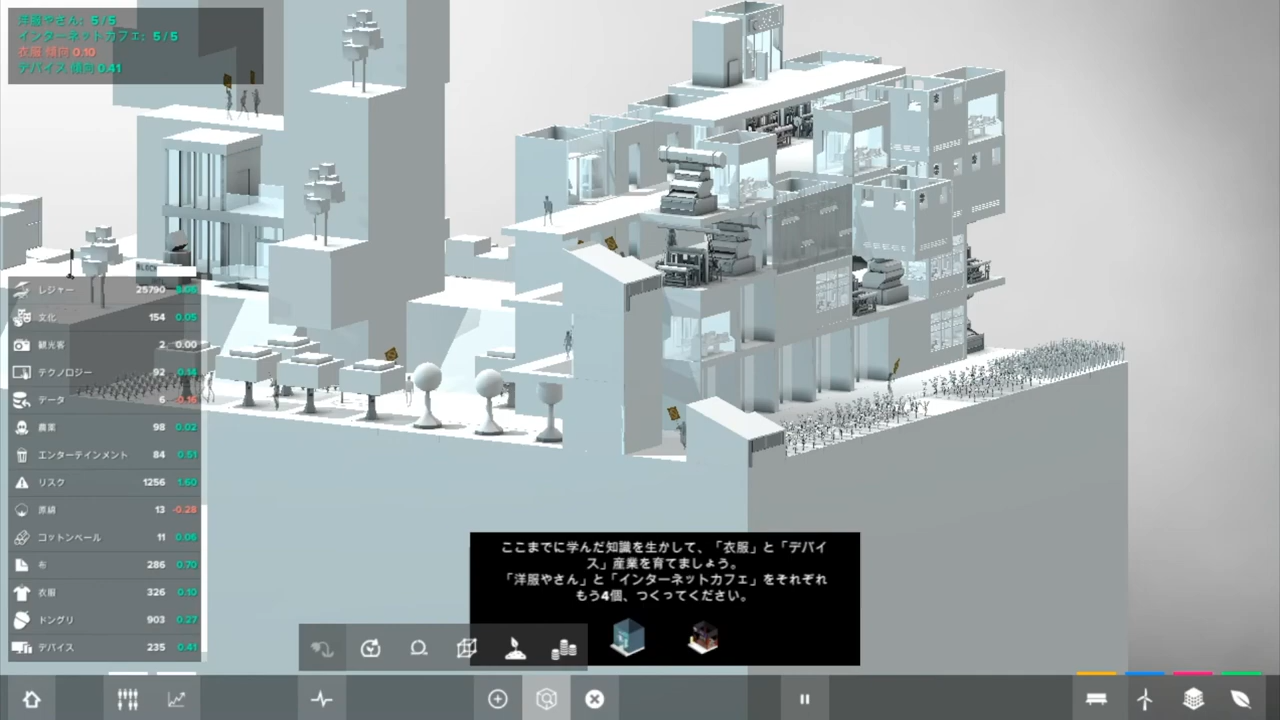 洋服やさん: 5 / 5
インターネットカフェ: 5 / 5
衣服 傾向 0.10
デバイス 傾向 0.41
レジャー 25790 3.06
文化 154 0.05
観光客 2 0.00
テクノロジー 92 0.14
データ 6 -0.16
農業 98 0.02
エンターテインメント 84 0.51
リスク 1256 1.60
原綿 13 -0.28
コットンベール 11 0.06
布 286 0.70
衣服 326 0.10
ドングリ 903 0.27
デバイス 235 0.41
ここまでに学んだ知識を生かして、「衣服」と「デバイ
ス」産業を育てましょう。
「洋服やさん」と「インターネットカフェ」をそれぞれ
もう4個、つくってください。